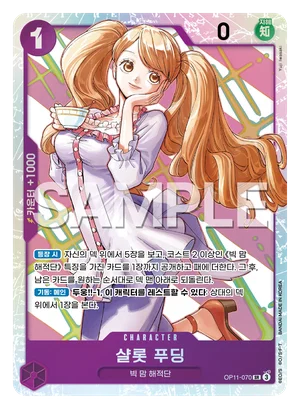 1
0
지혜
知
Yuji Iwasaki
카운터 +1000
SAMPLE
등장 시 자신의 덱 위에서 5장을 보고, 코스트 2 이상인 《빅 맘
해적단》 특징을 가진 카드를 1장까지 공개하고 패에 더한다. 그 후,
남은 카드를 원하는 순서대로 덱 맨 아래로 되돌린다.
기동: 메인 두웅!!-1, 이 캐릭터를 레스트할 수 있다: 상대의 덱
위에서 1장을 본다.
CHARACTER
샬롯 푸딩
빅 맘 해적단
OP11-070 SR 3